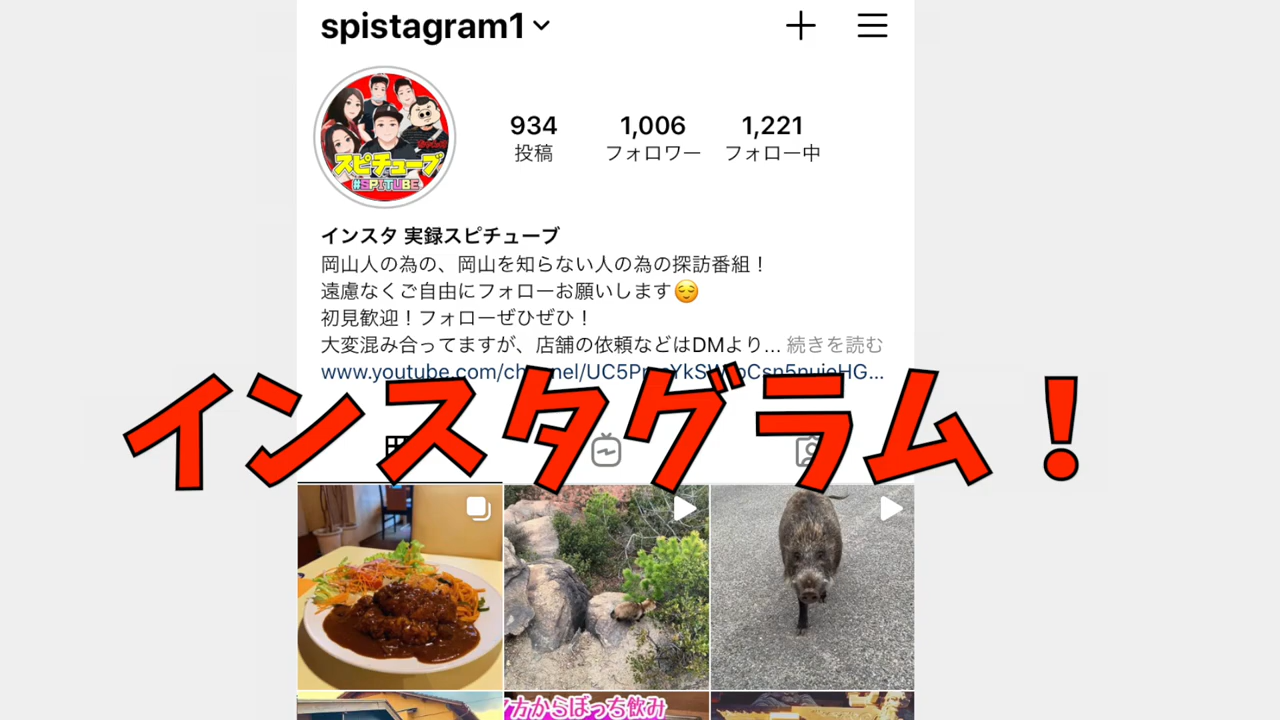 spistagram1
スピチューブ
#SPITUBE
934
1,006
1,221
投稿
フォロワー
フォロー中
インスタ 実録スピチューブ
岡山人の為の、岡山を知らない人の為の探訪番組！
遠慮なくご自由にフォローお願いします😌
初見歓迎！フォローぜひぜひ！
大変混み合ってますが、店舗の依頼などはDMより... 続きを読む
インスタグラム！
方からぼっち飲み